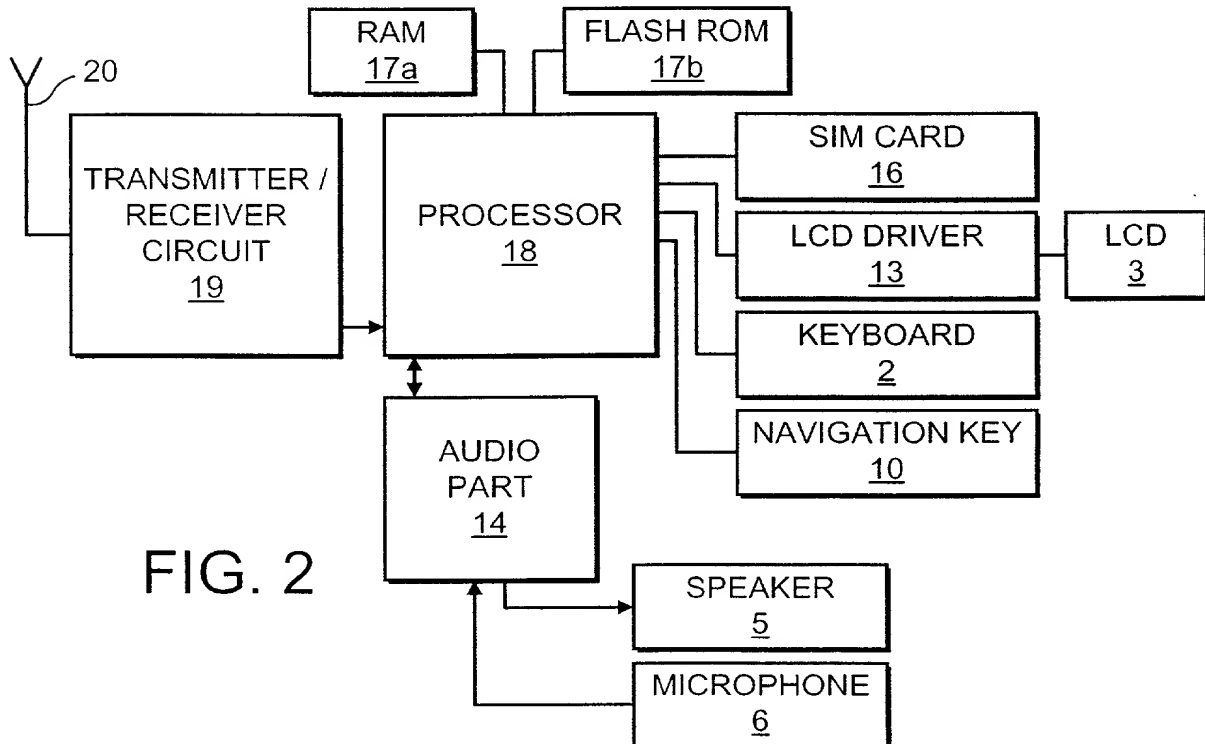 RAM
17a
FLASH ROM
17b
20
TRANSMITTER /
RECEIVER
CIRCUIT
19
PROCESSOR
18
SIM CARD
16
LCD DRIVER
13
LCD
3
KEYBOARD
2
NAVIGATION KEY
10
AUDIO
PART
14
FIG. 2
SPEAKER
5
MICROPHONE
6